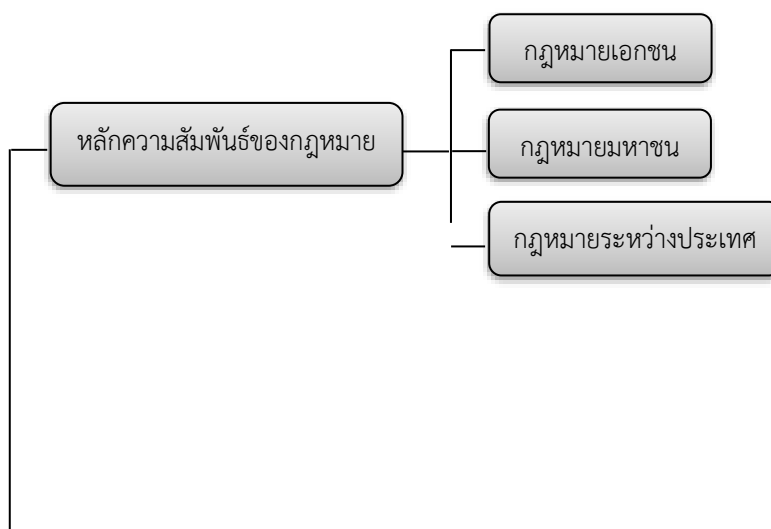 กฎหมายเอกชน
หลักความสัมพันธ์ของกฎหมาย
กฎหมายมหาชน
กฎหมายระหว่างประเทศ